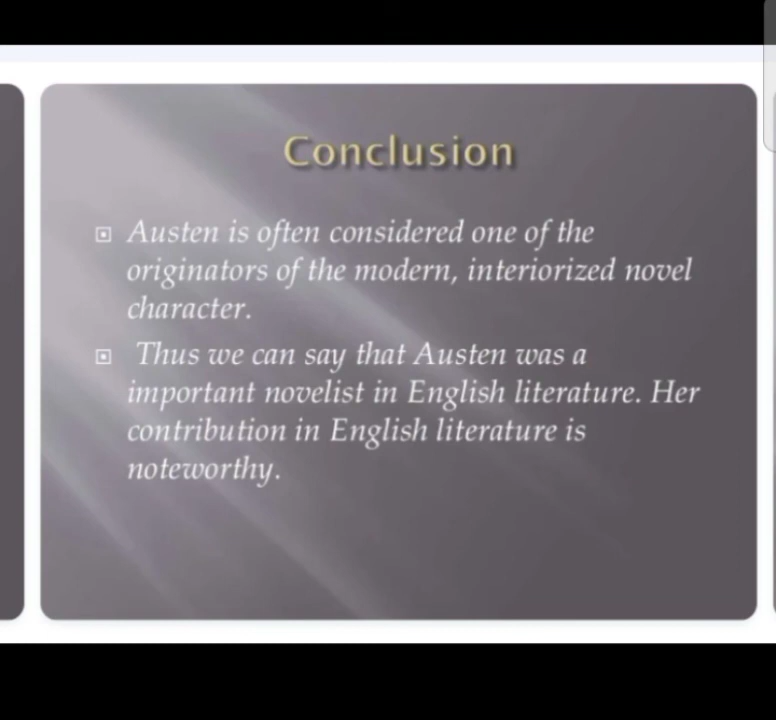 Conclusion
Austen is often considered one of the
originators of the modern, interiorized novel
character.
Thus we can say that Austen was a
important novelist in English literature. Her
contribution in English literature is
noteworthy.